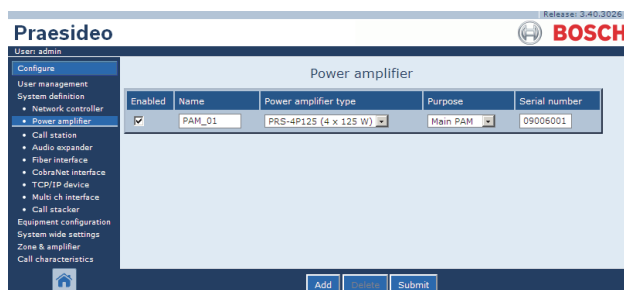 Release: 3.40.3026
Praesideo
BOSCH
User: admin
Configure
User management
System definition
• Network controller
• Power amplifier
• Call station
• Audio expander
• Fiber interface
• CobraNet interface
• TCP/IP device
• Multi ch interface
• Call stacker
Equipment configuration
System wide settings
Zone & amplifier
Call characteristics
Power amplifier
Enabled Name Power amplifier type Purpose Serial number
PAM_01 PRS-4P125 (4 x 125 W) Main PAM 09006001
Add Delete Submit